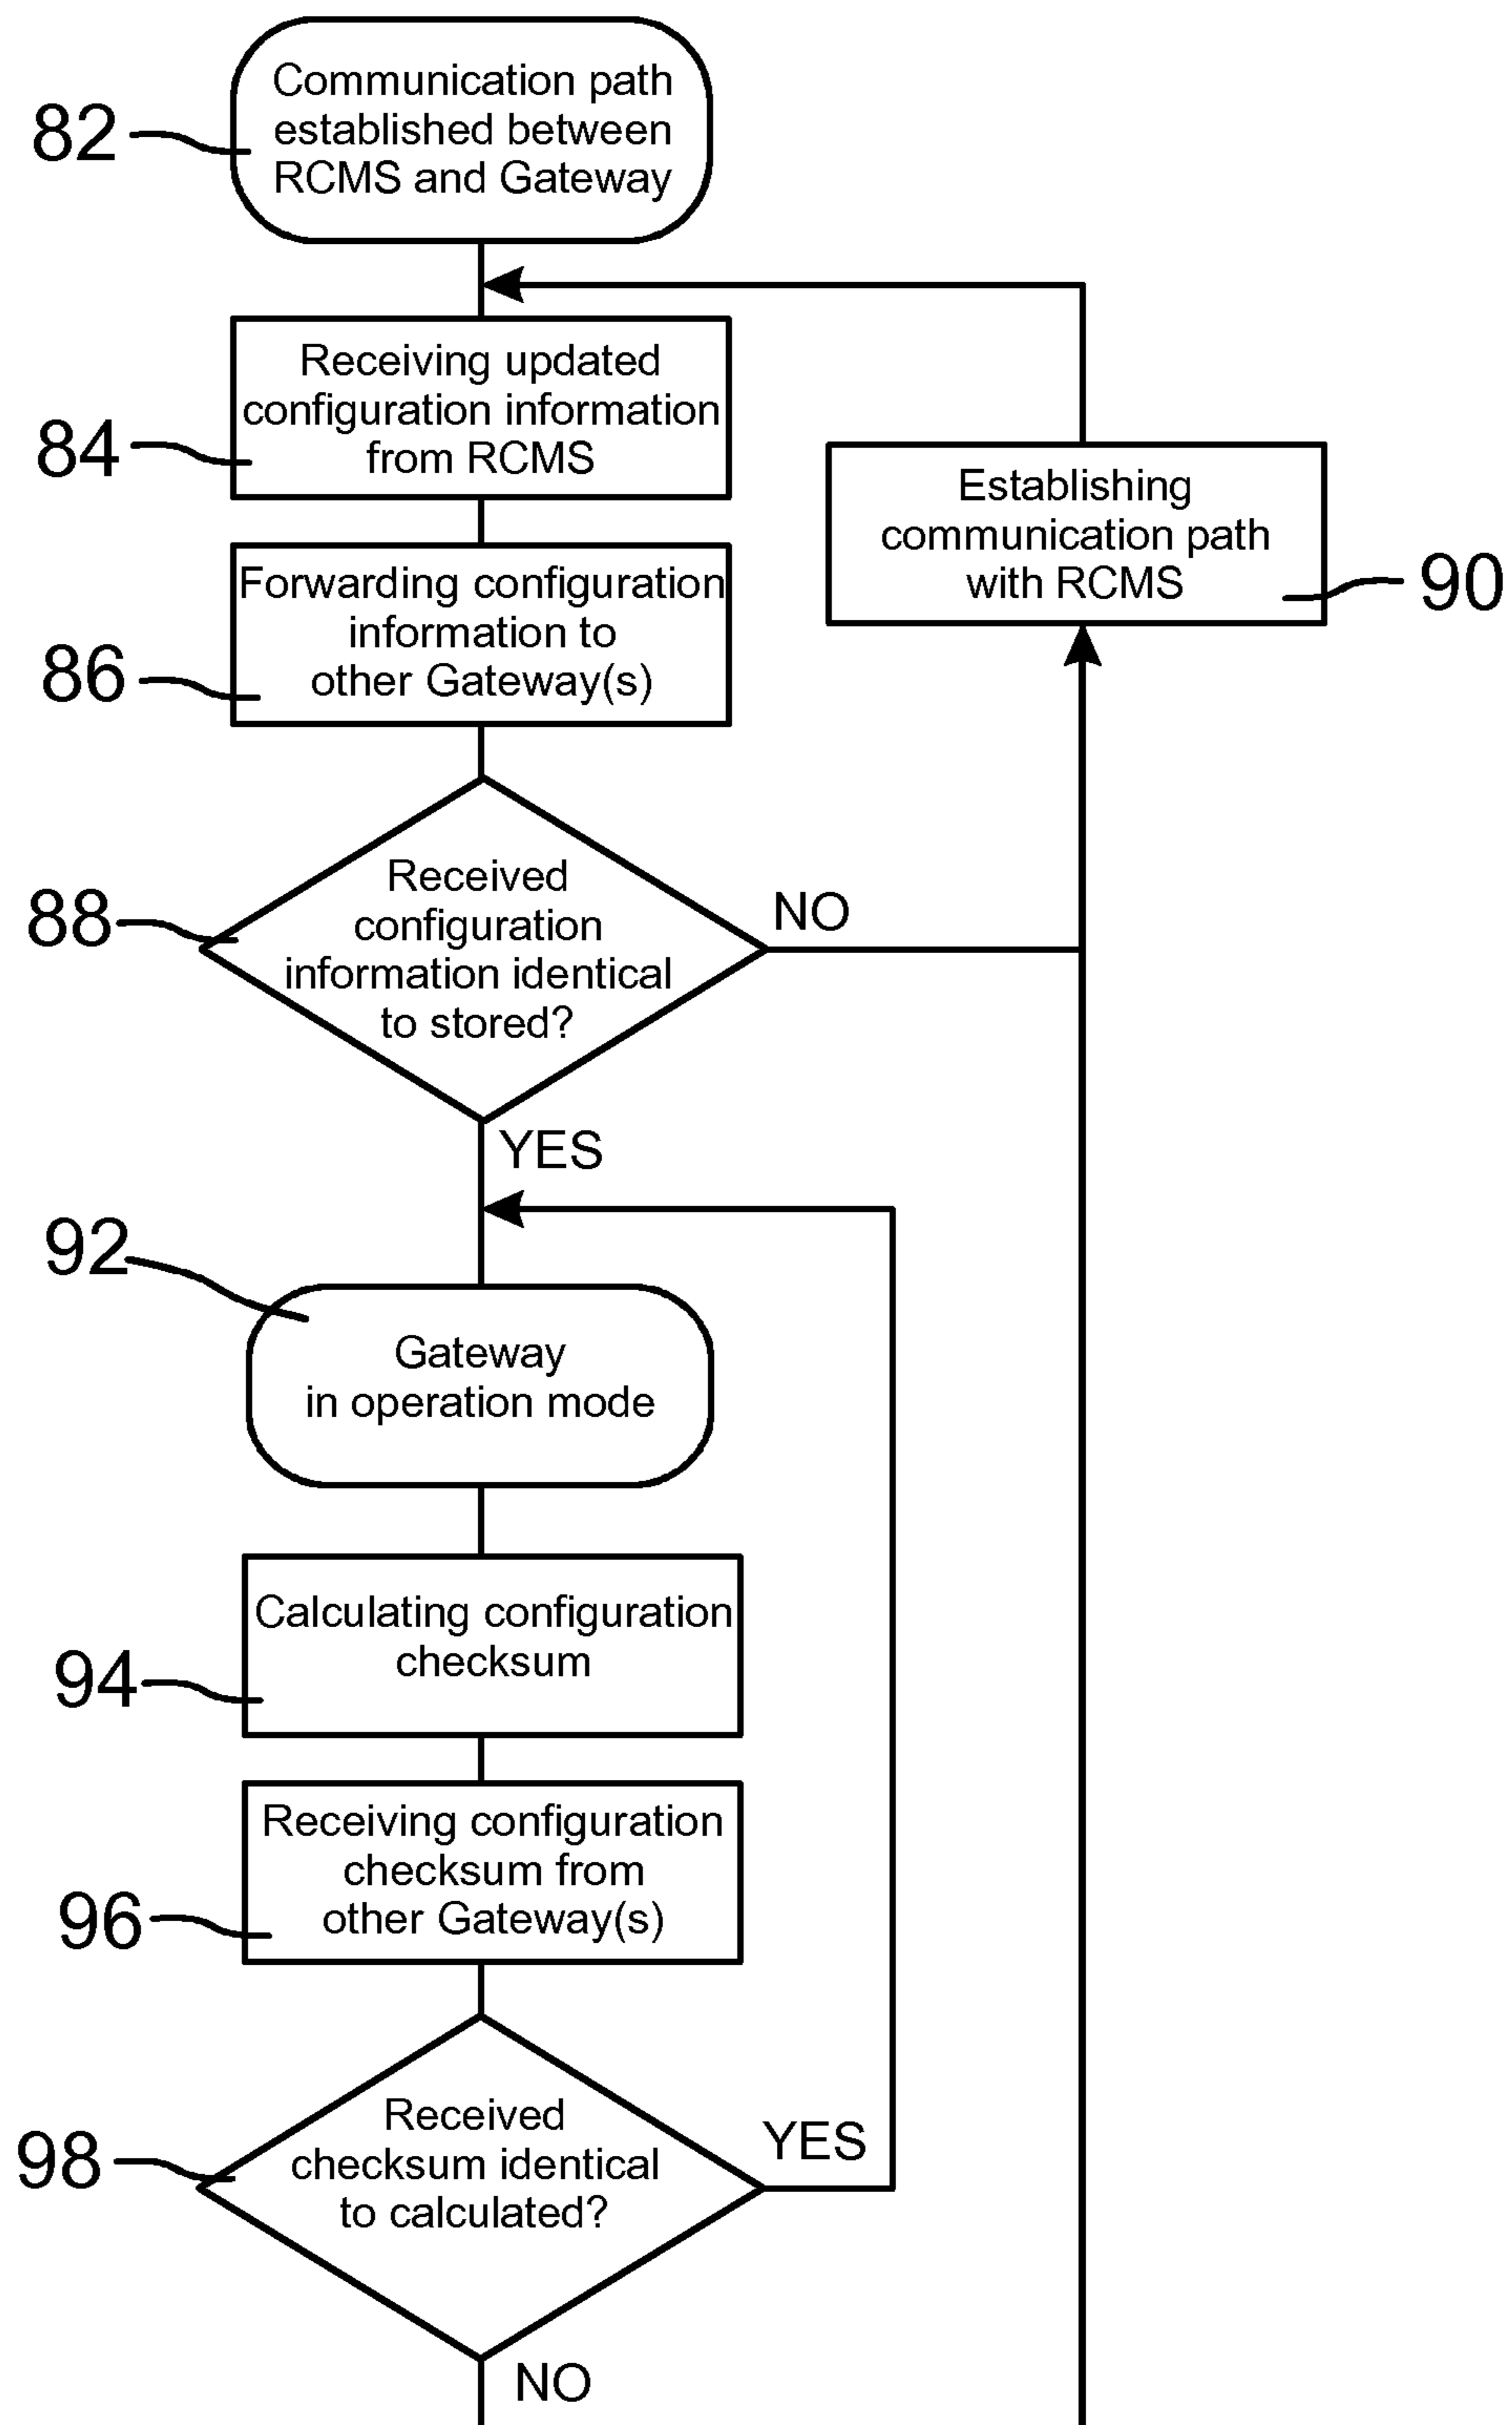 82
Communication path
established between
RCMS and Gateway
84
Receiving updated
configuration information
from RCMS
Establishing
communication path
with RCMS
90
86
Forwarding configuration
information to
other Gateway(s)
88
Received
configuration
information identical
to stored?
NO
YES
92
Gateway
in operation mode
94
Calculating configuration
checksum
96
Receiving configuration
checksum from
other Gateway(s)
98
Received
checksum identical
to calculated?
YES
NO